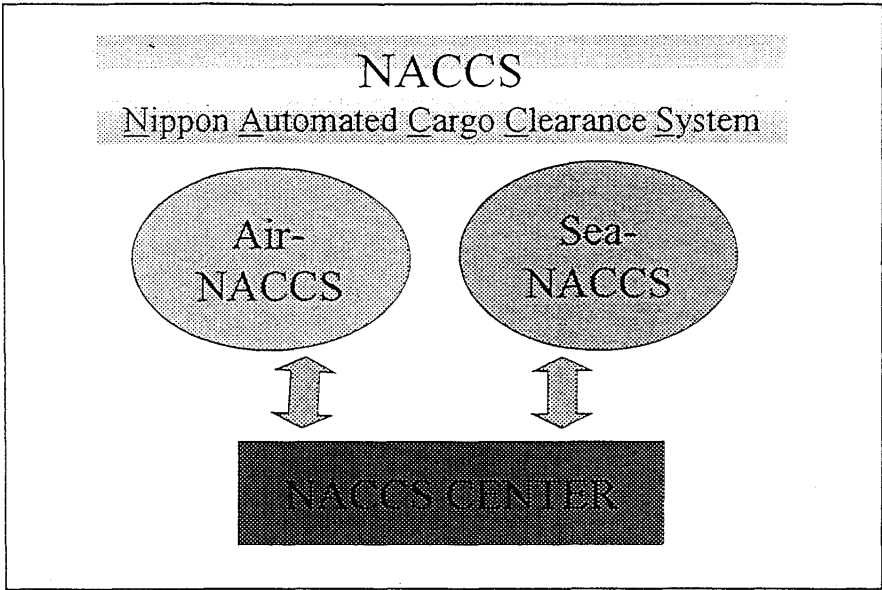 NACCS
Nippon Automated Cargo Clearance System
Air-
NACCS
Sea-
NACCS
NACCS CENTER